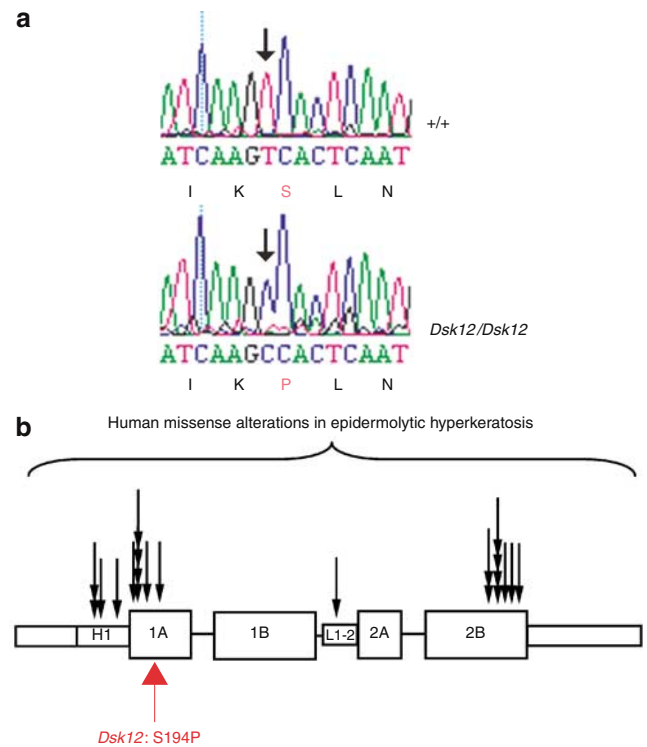 a
+/+
ATCAAGTCACTCAAT
I K S L N
Dsk12/Dsk12
ATCAAGCCACTCAAT
I K P L N
b
Human missense alterations in epidermolytic hyperkeratosis
H1 1A 1B L1-2 2A 2B
Dsk12: S194P